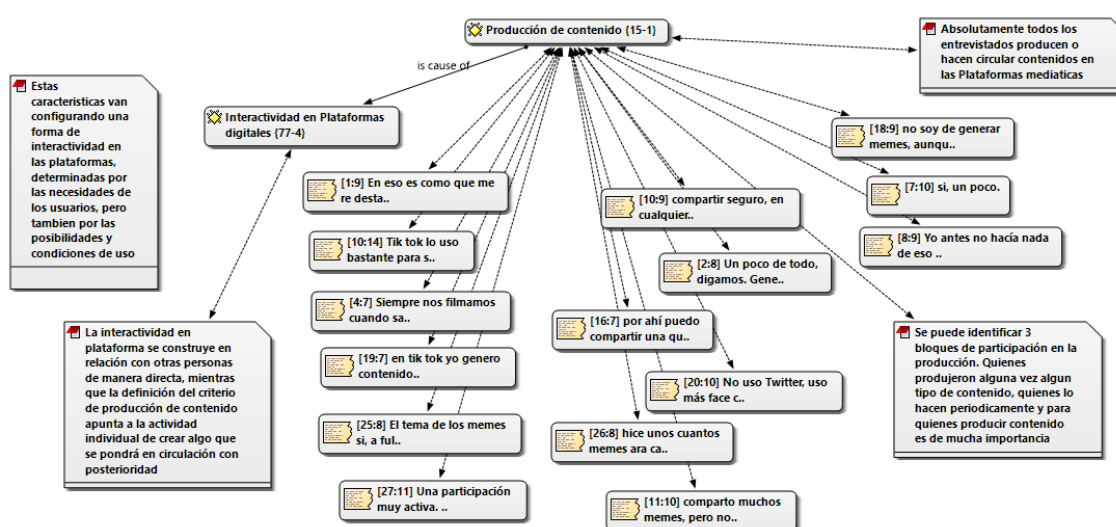 Producción de contenido {15-1}
Absolutamente todos los
entrevistados producen o
hacen circular contenidos en
las Plataformas mediaticas
is cause of
Estas
caracteristicas van
configurando una
forma de
interactividad en
las plataformas,
determinadas por
las necesidades de
los usuarios, pero
tambien por las
posibilidades y
condiciones de uso
Interactividad en Plataformas
digitales {77-4}
[18:9] no soy de generar
memes, aunqu..
[1:9] En eso es como que me
re desta..
[10:9] compartir seguro, en
cualquier..
[7:10] si, un poco.
[10:14] Tik tok lo uso
bastante para s..
[2:8] Un poco de todo,
digamos. Gene..
[8:9] Yo antes no hacía nada
de eso ..
[4:7] Siempre nos filmamos
cuando sa..
[16:7] por ahí puedo
compartir una qu..
La interactividad en
plataforma se construye en
relación con otras personas
de manera directa, mientras
que la definición del criterio
de producción de contenido
apunta a la actividad
individual de crear algo que
se pondrá en circulación con
posterioridad
Se puede identificar 3
bloques de participación en la
producción. Quienes
produjeron alguna vez algun
tipo de contenido, quienes lo
hacen periodicamente y para
quienes producir contenido
es de mucha importancia
[19:7] en tik tok yo genero
contenido..
[20:10] No uso Twitter, uso
más face c..
[25:8] El tema de los memes
si, a ful..
[26:8] hice unos cuantos
memes ara ca..
[27:11] Una participación
muy activa. ..
[11:10] comparto muchos
memes, pero no..